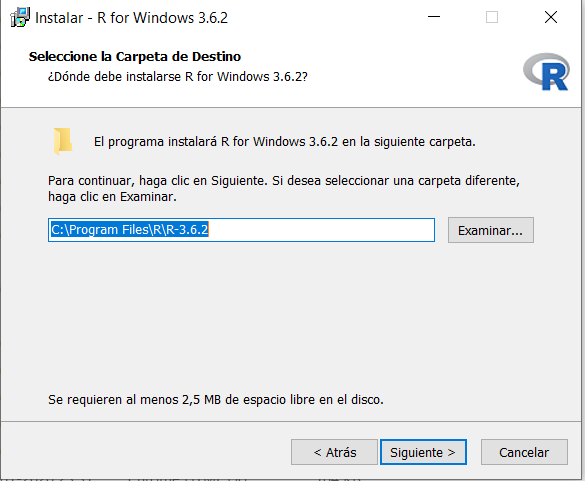 Instalar - R for Windows 3.6.2
Seleccione la Carpeta de Destino
¿Dónde debe instalarse R for Windows 3.6.2?
R
El programa instalará R for Windows 3.6.2 en la siguiente carpeta.
Para continuar, haga clic en Siguiente. Si desea seleccionar una carpeta diferente,
haga clic en Examinar.
C:\Program Files\R\R-3.6.2
Examinar...
Se requieren al menos 2,5 MB de espacio libre en el disco.
< Atrás
Siguiente >
Cancelar